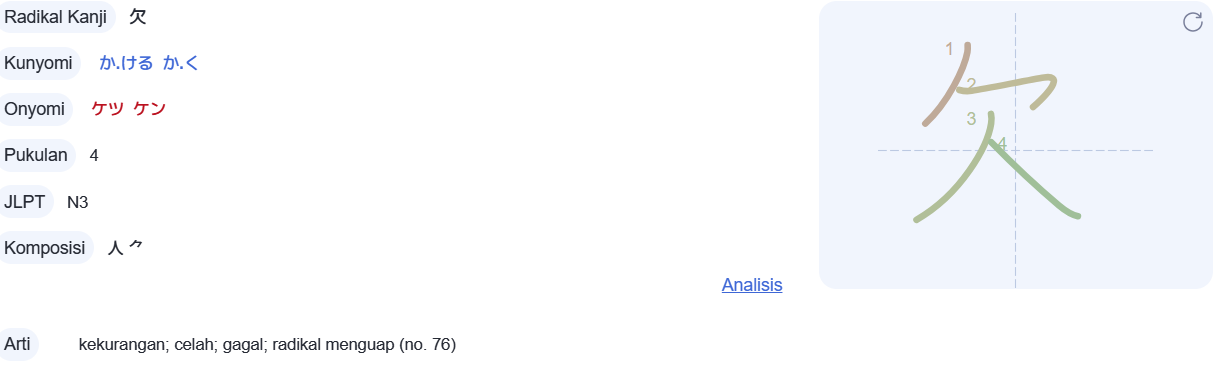 Radikal Kanji 欠
Kunyomi か.ける か.く
Onyomi ケツ ケン
Pukulan 4
JLPT N3
Komposisi 人 ⺈
Analisis
Arti kekurangan; celah; gagal; radikal menguap (no. 76)
1
2
3
4